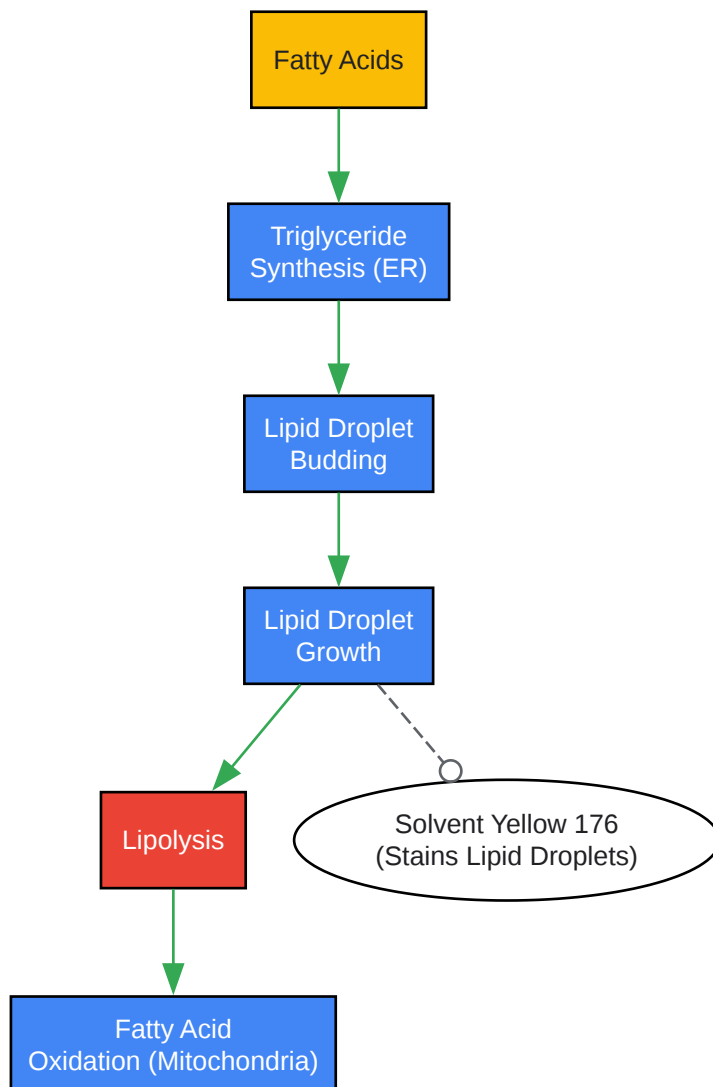 Fatty Acids
Triglyceride
Synthesis (ER)
Lipid Droplet
Budding
Lipid Droplet
Growth
Lipolysis
Solvent Yellow 176
(Stains Lipid Droplets)
Fatty Acid
Oxidation (Mitochondria)